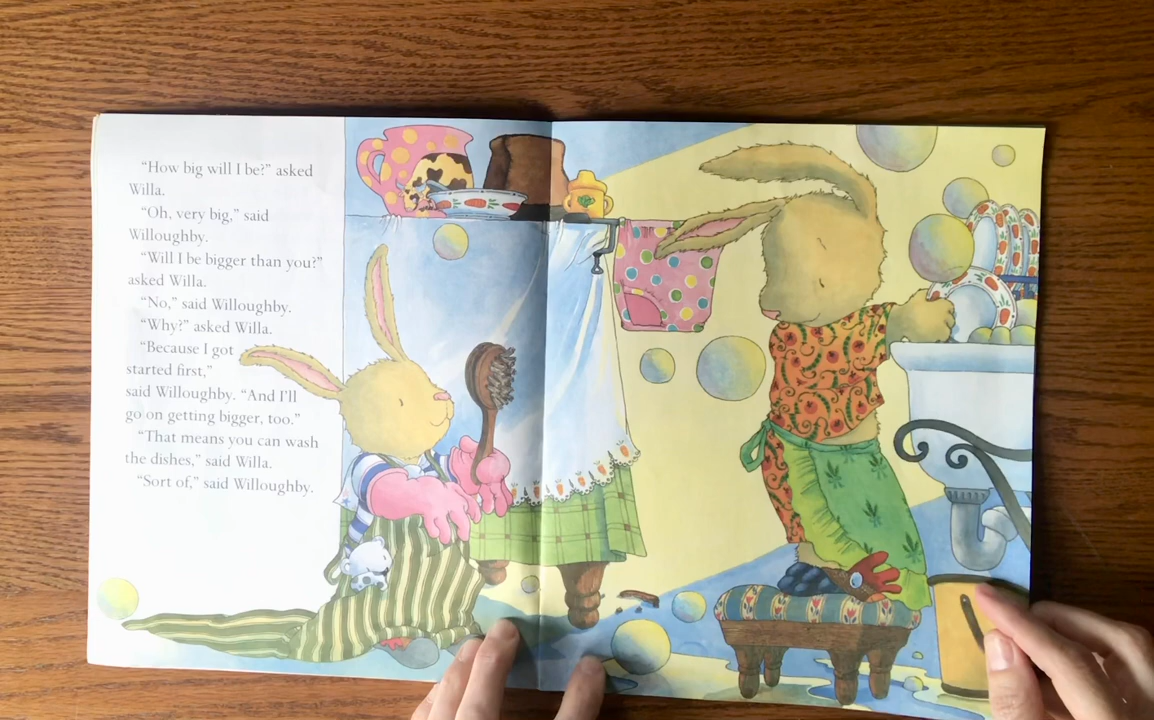 “How big will I be?” asked
Willa.
“Oh, very big,” said
Willoughby.
“Will I be bigger than you?”
asked Willa.
“No,” said Willoughby.
“Why?” asked Willa.
“Because I got
started first,”
said Willoughby. “And I’ll
go on getting bigger, too.”
“That means you can wash
the dishes,” said Willa.
“Sort of,” said Willoughby.